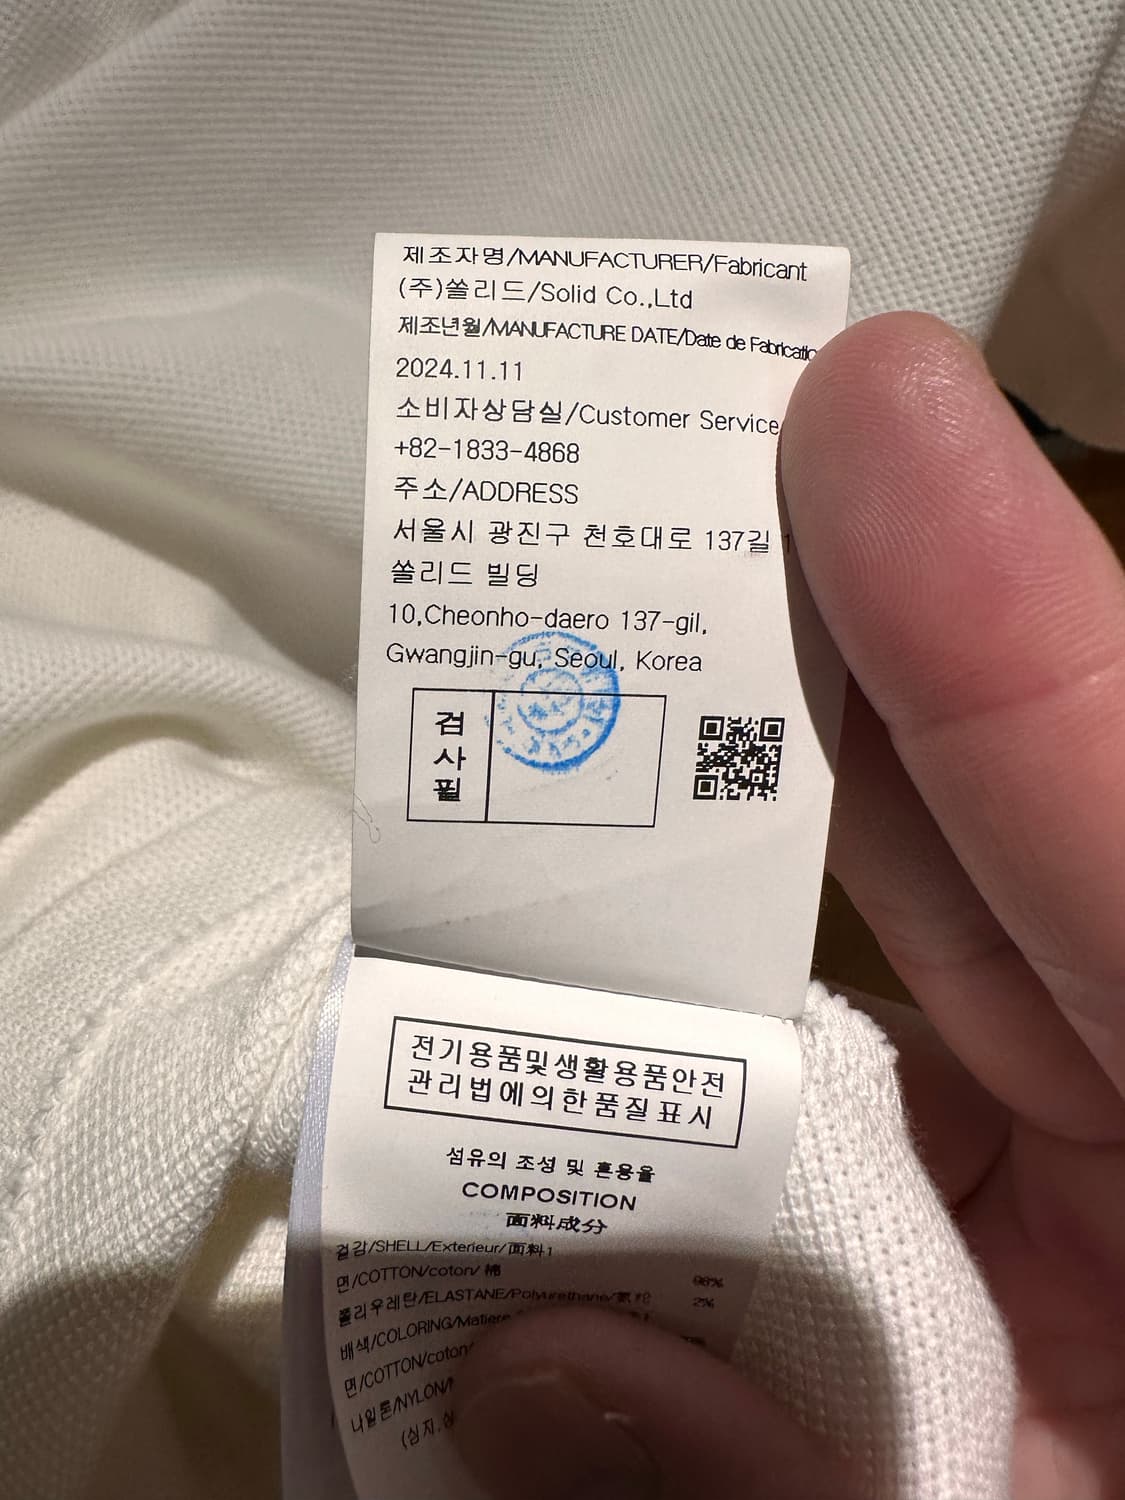 제조자명/MANUFACTURER/Fabricant
(주)쏠리드/Solid Co.,Ltd
제조년월/MANUFACTURE DATE/Date de
2024.11.11
소비자상담실/Customer Service
+82-1833-4868
주소/ADDRESS
서울시 광진구 천호대로 137길
쏠리드 빌딩
10,Cheonho-daero 137-gil,
Gwangjin-gu, Seoul, Korea
검
사
필
전기용품및생활용품안전
관리법에의한품질표시
섬유의 조성 및 혼용율
COMPOSITION
面料成分
겉감/SHELL/Exterieur/面料1
면/COTTON/coton/ 棉 98%
폴리우레탄/ELASTANE/Polyurethane/ 2%
배색/COLORING/Matiere
면/COTTON/coton
나일론/NYLON/